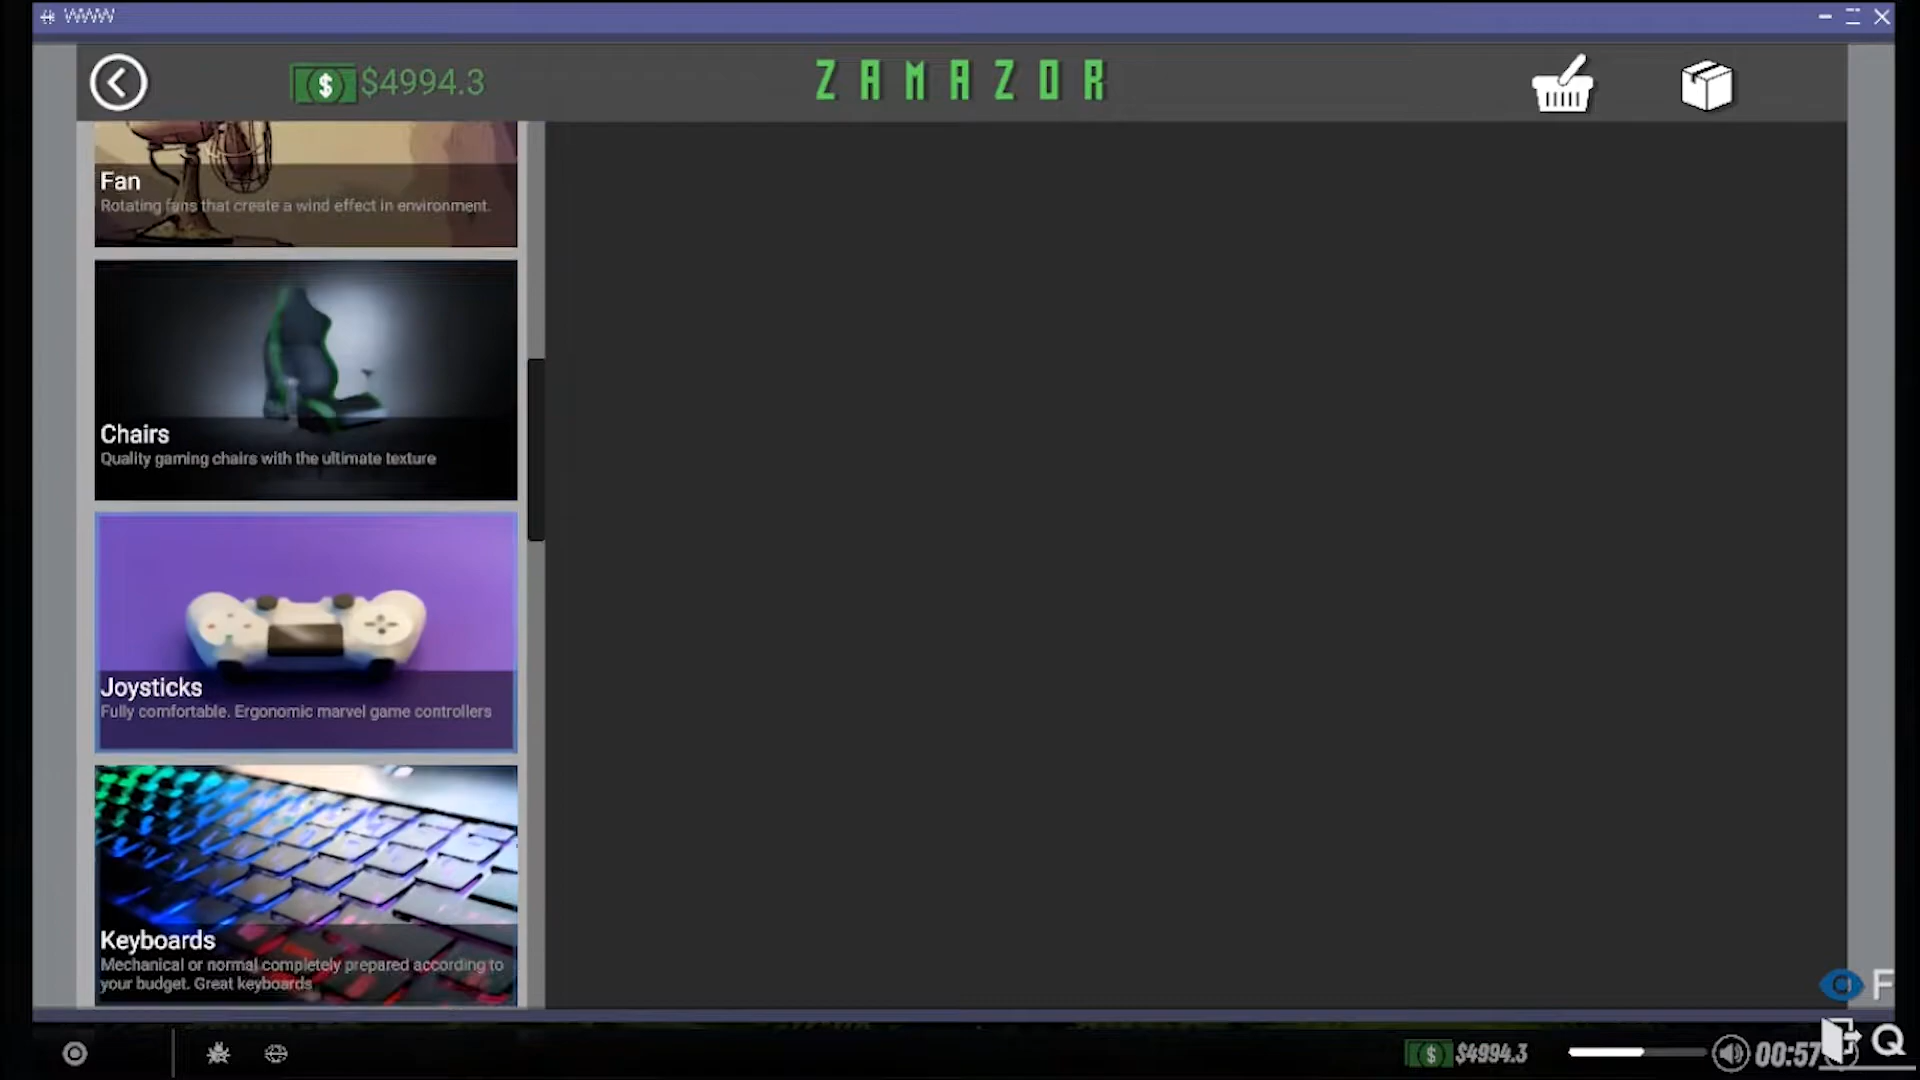 WWW
$4994.3
ZAMAZOR
Fan
Rotating fans that create a wind effect in environment.
Chairs
Quality gaming chairs with the ultimate texture
Joysticks
Fully comfortable. Ergonomic marvel game controllers
Keyboards
Mechanical or normal completely prepared according to
your budget. Great keyboards
F
$4994.3
00:57
Q